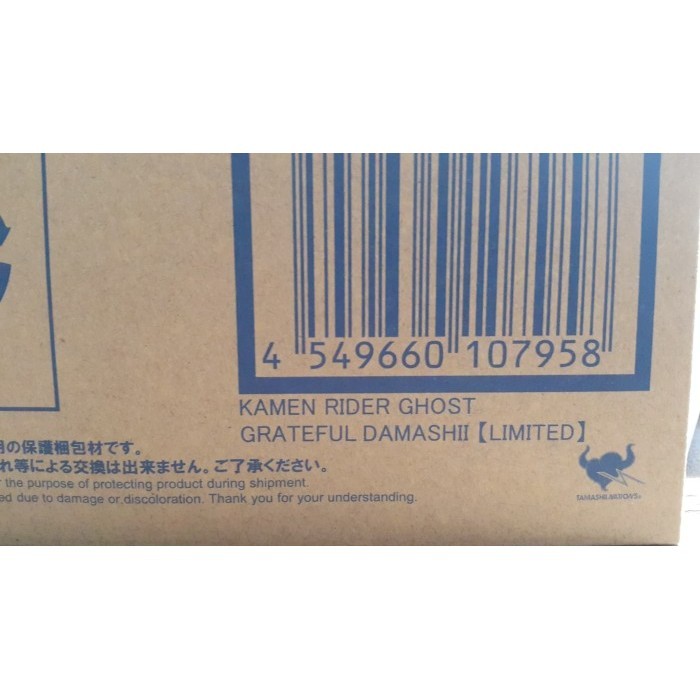 4 549660 107958
KAMEN RIDER GHOST
GRATEFUL DAMASHII【LIMITED】
用の保護梱包材です。
れ等による交換は出来ません。ご了承ください。
r the purpose of protecting product during shipment.
ed due to damage or discoloration. Thank you for your understanding.
TAMASHII NATIONS